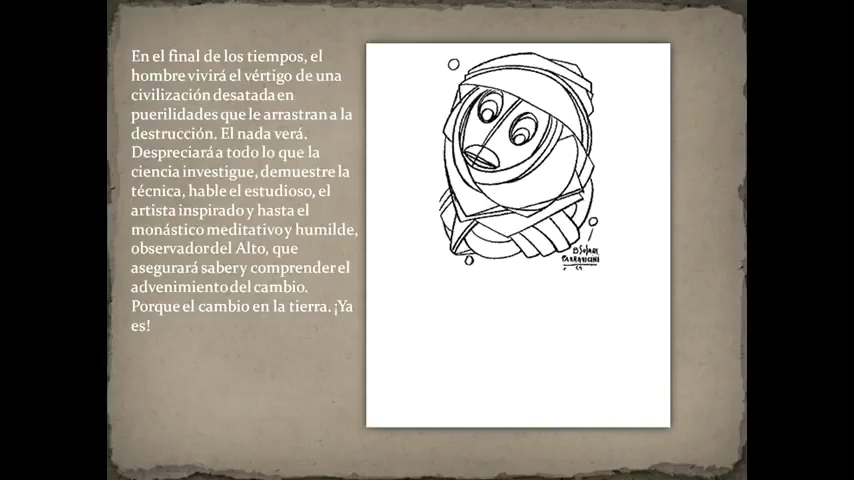 En el final de los tiempos, el
hombre vivirá el vértigo de una
civilización desatada en
puerilidades que le arrastran a la
destrucción. El nada verá.
Despreciará a todo lo que la
ciencia investigue, demuestre la
técnica, hable el estudioso, el
artista inspirado y hasta el
monástico meditativo y humilde,
observador del Alto, que
asegurará saber y comprender el
advenimiento del cambio.
Porque el cambio en la tierra. ¡Ya
es!
B Solari
PARRAVICINI